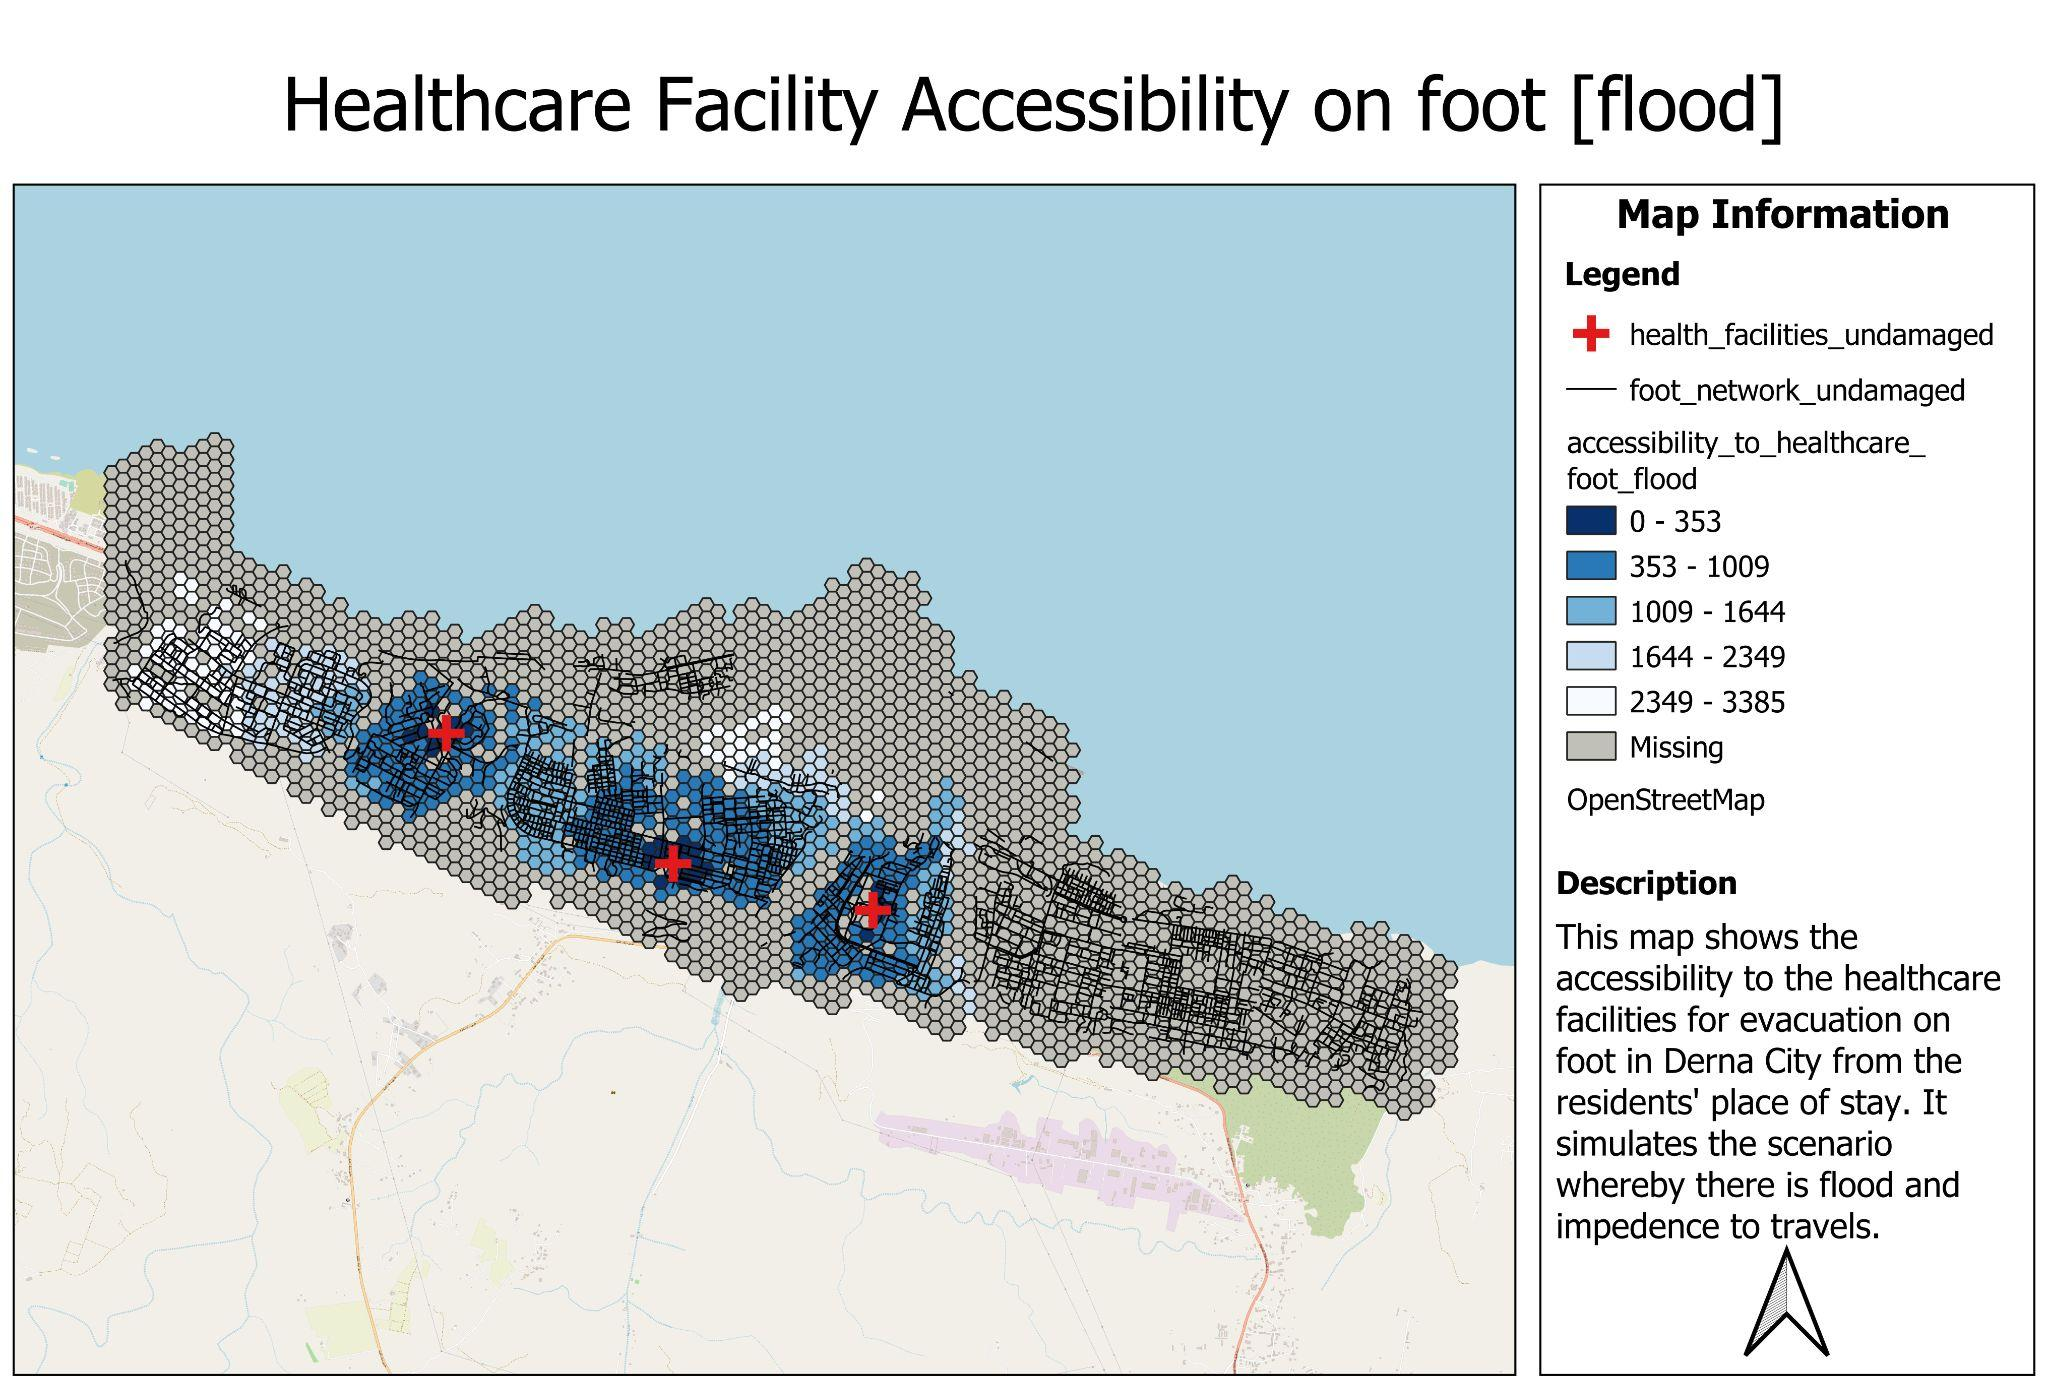 Healthcare Facility Accessibility on foot [flood]
Map Information
Legend
health_facilities_undamaged
foot_network_undamaged
accessibility_to_healthcare_
foot_flood
0 - 353
353 - 1009
1009 - 1644
1644 - 2349
2349 - 3385
Missing
OpenStreetMap
Description
This map shows the
accessibility to the healthcare
facilities for evacuation on
foot in Derna City from the
residents' place of stay. It
simulates the scenario
whereby there is flood and
impedence to travels.